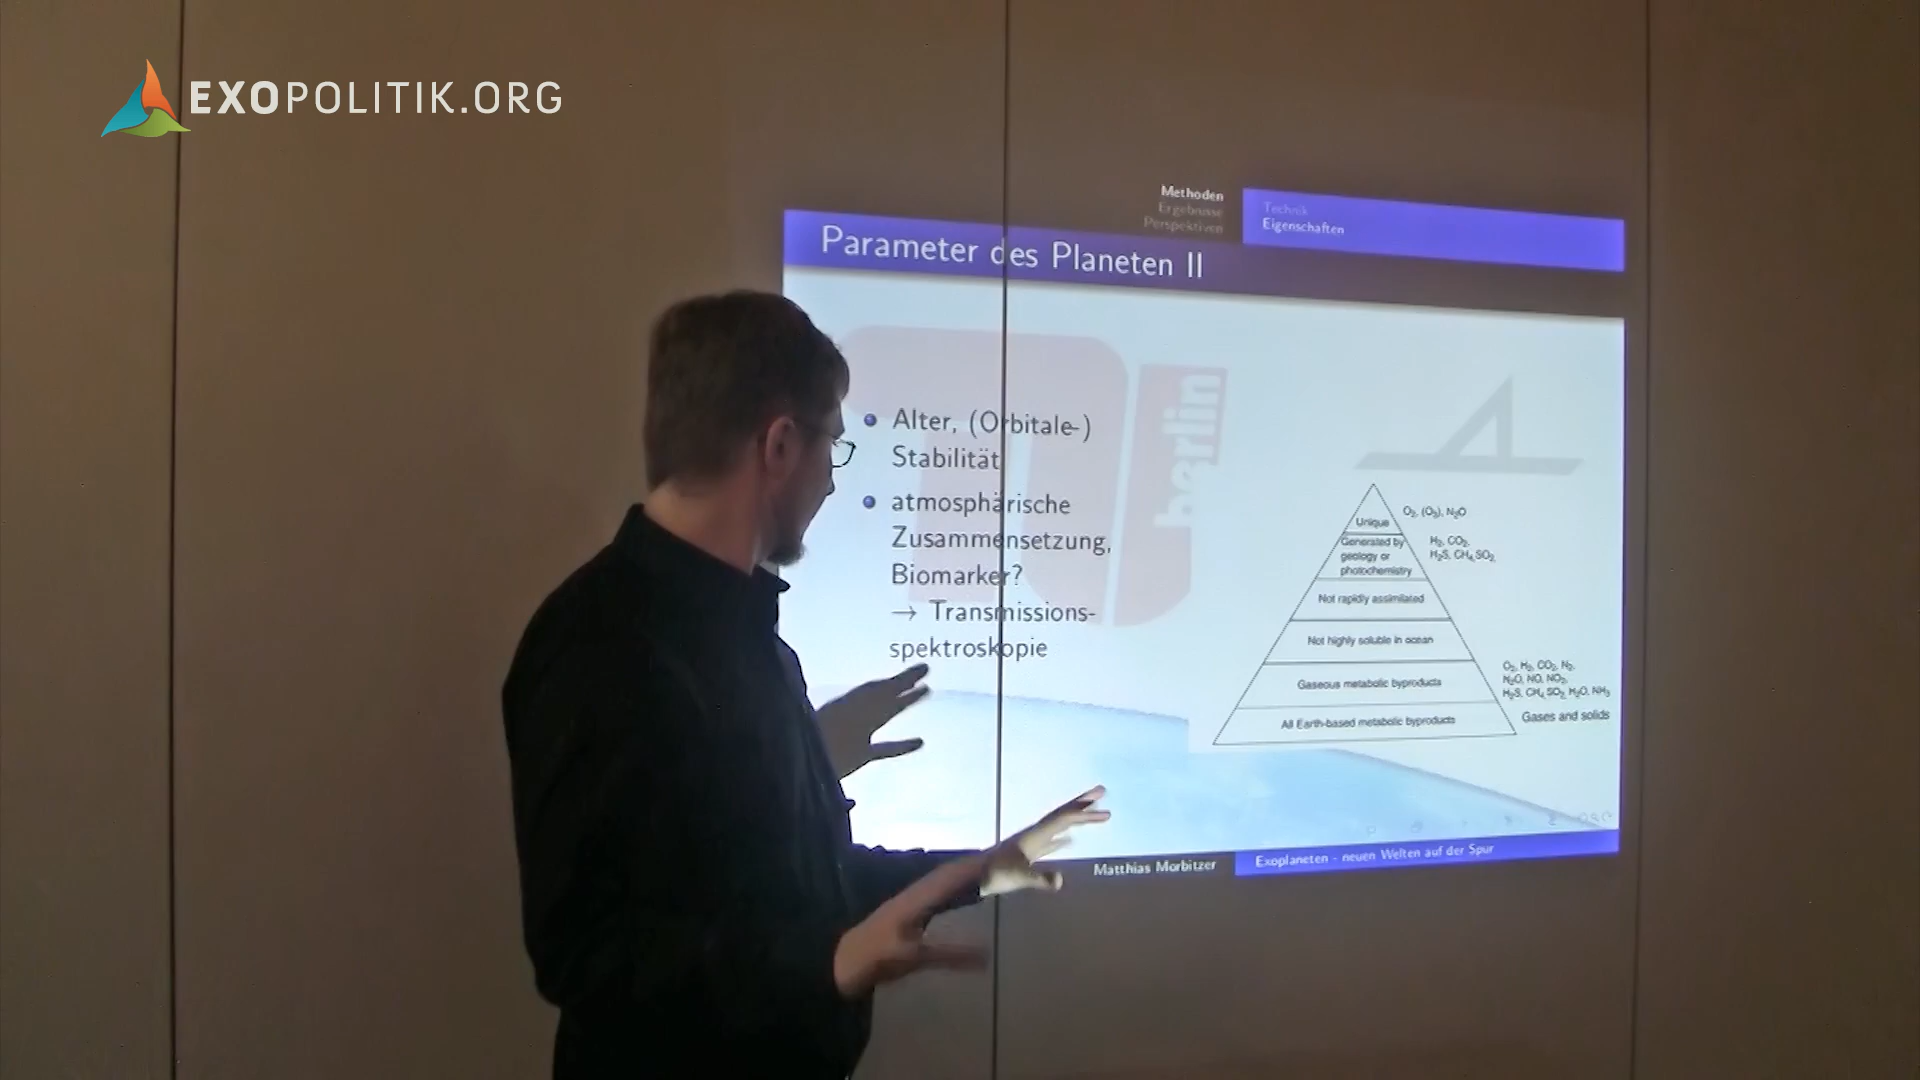 EXOPOLITIK.ORG
Methoden
Ergebnisse
Perspektiven
Technik
Eigenschaften
Parameter des Planeten II
Alter, (Orbitale-)
Stabilität
atmosphärische
Zusammensetzung,
Biomarker?
→ Transmissions-
spektroskopie
berlin
Unique
O₂, (O₃), N₂O
Generated by
geology or
photochemistry
H₂, CO₂,
H₂S, CH₄ SO₂,
Not rapidly assimilated
Not highly soluble in ocean
Gaseous metabolic byproducts
O₂, H₂, CO₂, N₂,
N₂O, NO, NO₂,
H₂S, CH₄ SO₂, H₂O, NH₃
All Earth-based metabolic byproducts
Gases and solids
Matthias Morbitzer
Exoplaneten - neuen Welten auf der Spur